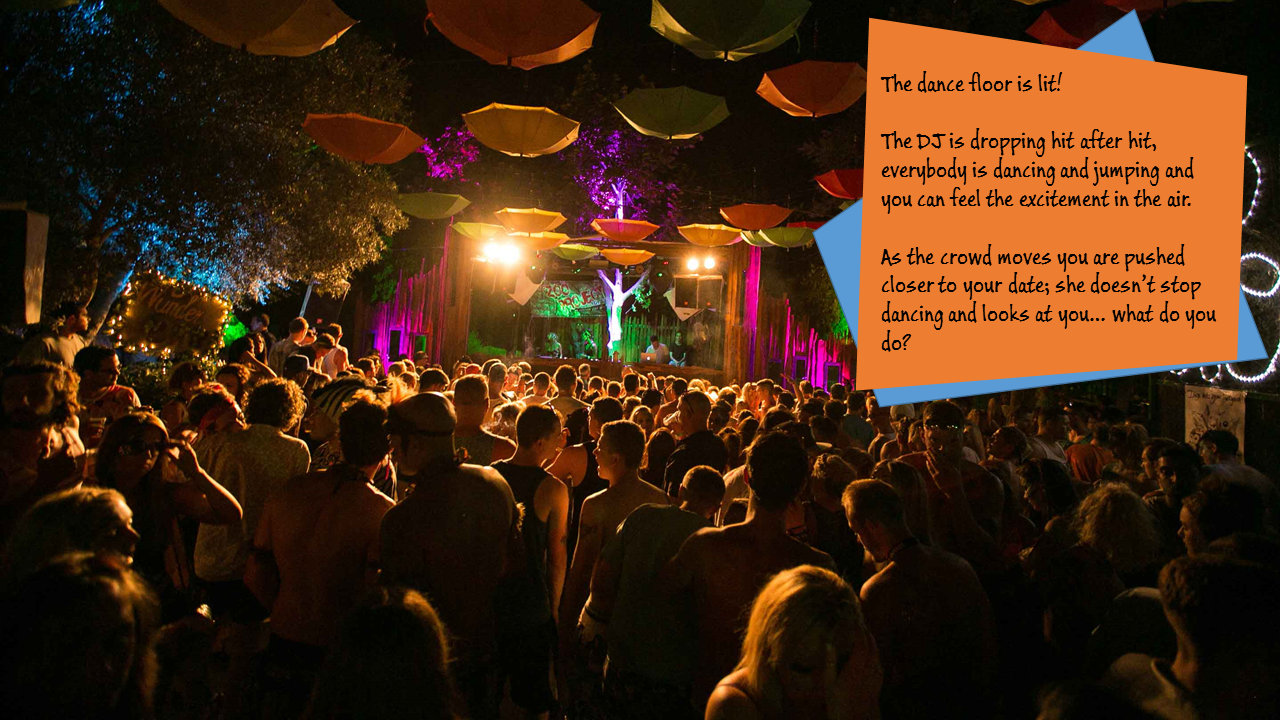 The dance floor is lit!
The DJ is dropping hit after hit,
everybody is dancing and jumping and
you can feel the excitement in the air.
As the crowd moves you are pushed
closer to your date; she doesn't stop
dancing and looks at you... what do you
do?